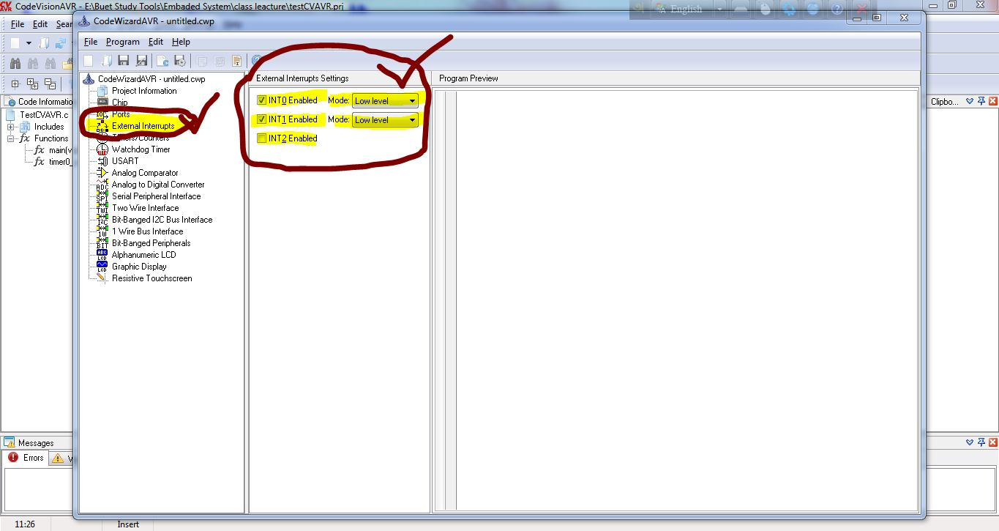 CodeVisionAVR - E:\Buet Study Tools\Embaded System\class leacture\testCVAVR.prj
English
CodeWizardAVR - untitled.cwp
File Edit Sear
File Program Edit Help
CodeWizardAVR - untitled.cwp
Project Information
Chip
Ports
External Interrupts
Timers/Counters
Watchdog Timer
USART
Analog Comparator
Analog to Digital Converter
Serial Peripheral Interface
Two Wire Interface
Bit-Banged I2C Bus Interface
1 Wire Bus Interface
Bit-Banged Peripherals
Alphanumeric LCD
Graphic Display
Resistive Touchscreen
External Interrupts Settings
INT0 Enabled Mode: Low level
INT1 Enabled Mode: Low level
INT2 Enabled
Program Preview
Code Informatio
TestCVAVR.c
Includes
Functions
main(v
timer0_
Clipbo...
Messages
Errors
11:26 Insert